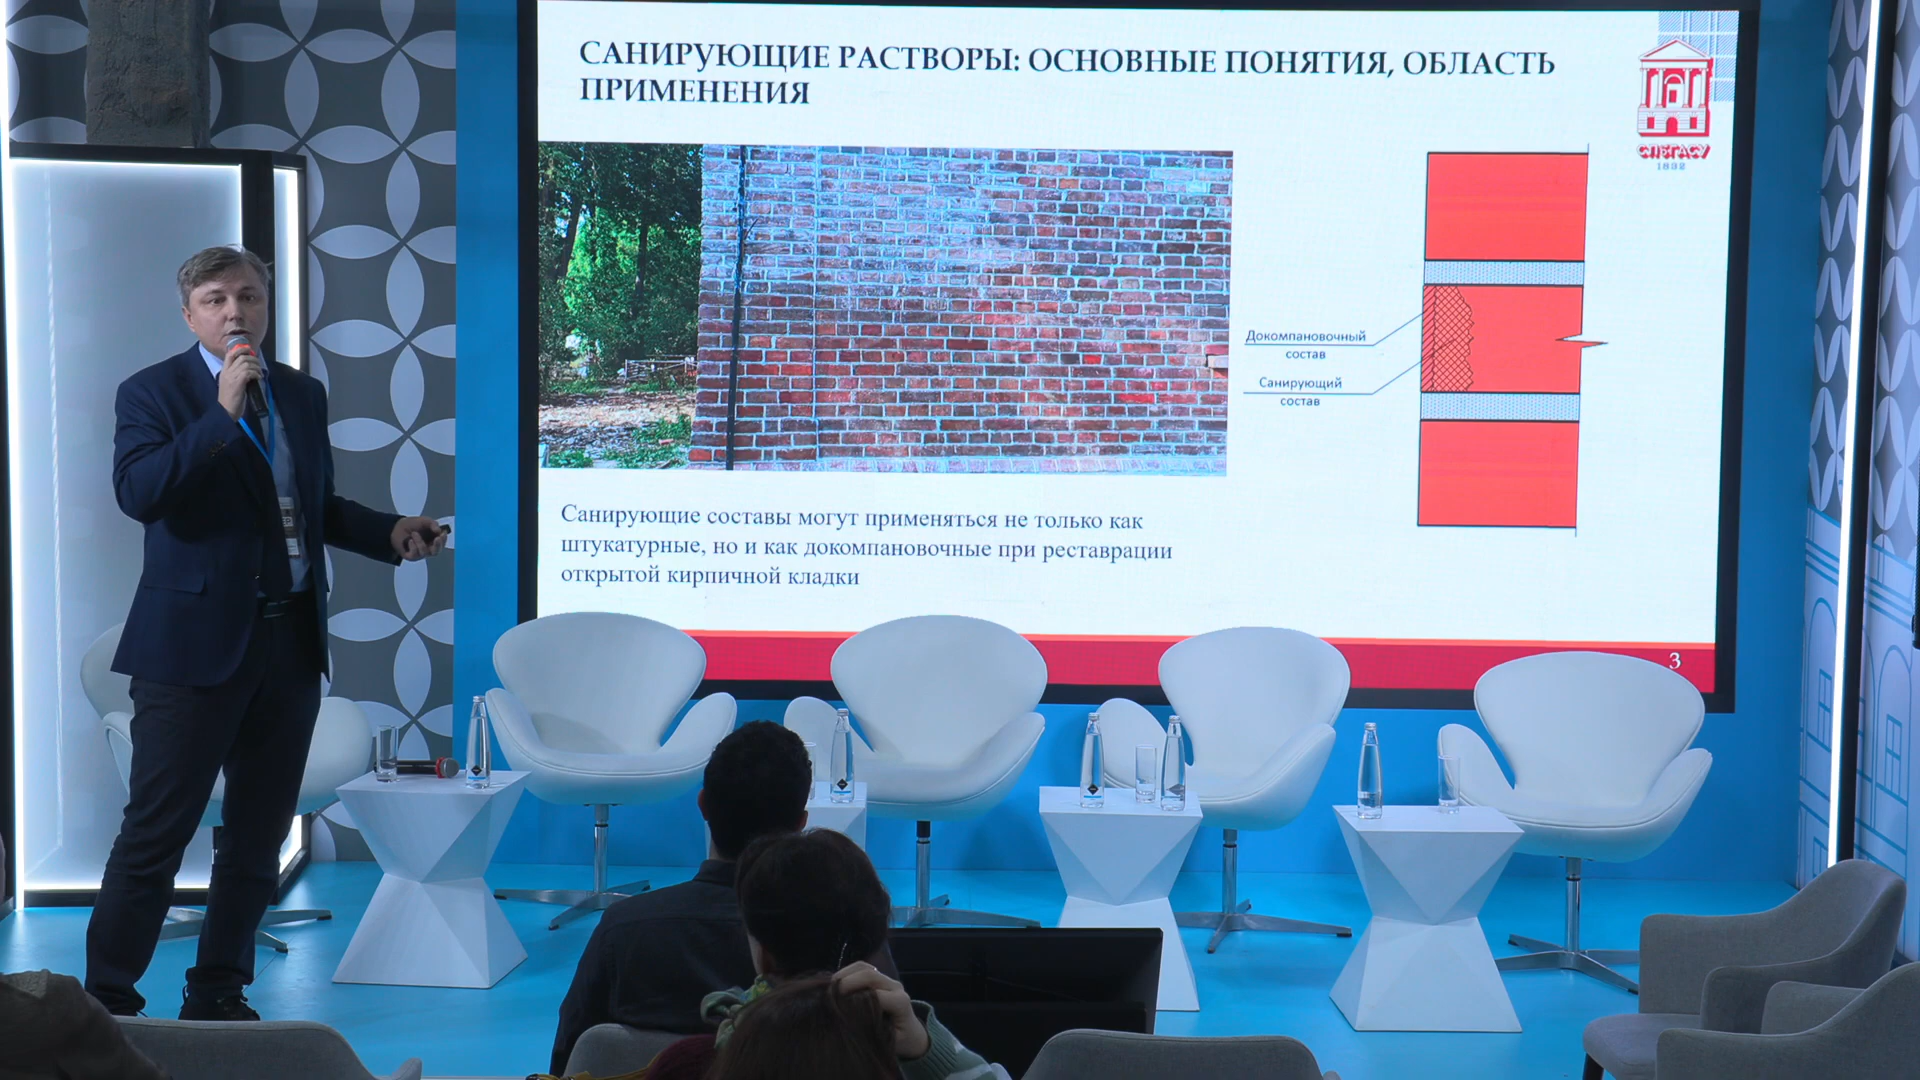 САНИРУЮЩИЕ РАСТВОРЫ: ОСНОВНЫЕ ПОНЯТИЯ, ОБЛАСТЬ
ПРИМЕНЕНИЯ
СПбГАСУ
1832
Докомпановочный
состав
Санирующий
состав
Санирующие составы могут применяться не только как
штукатурные, но и как докомпановочные при реставрации
открытой кирпичной кладки
3